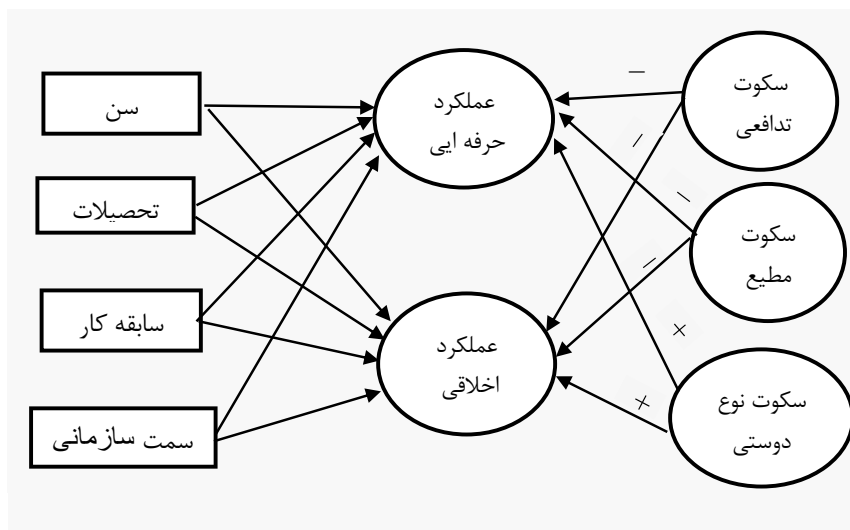 سکوت
تدافعی
سکوت
مطیع
سکوت نوع
دوستی
عملکرد
حرفه ایی
عملکرد
اخلاقی
سن
تحصیلات
سابقه کار
سمت سازمانی
−
−
−
−
+
+